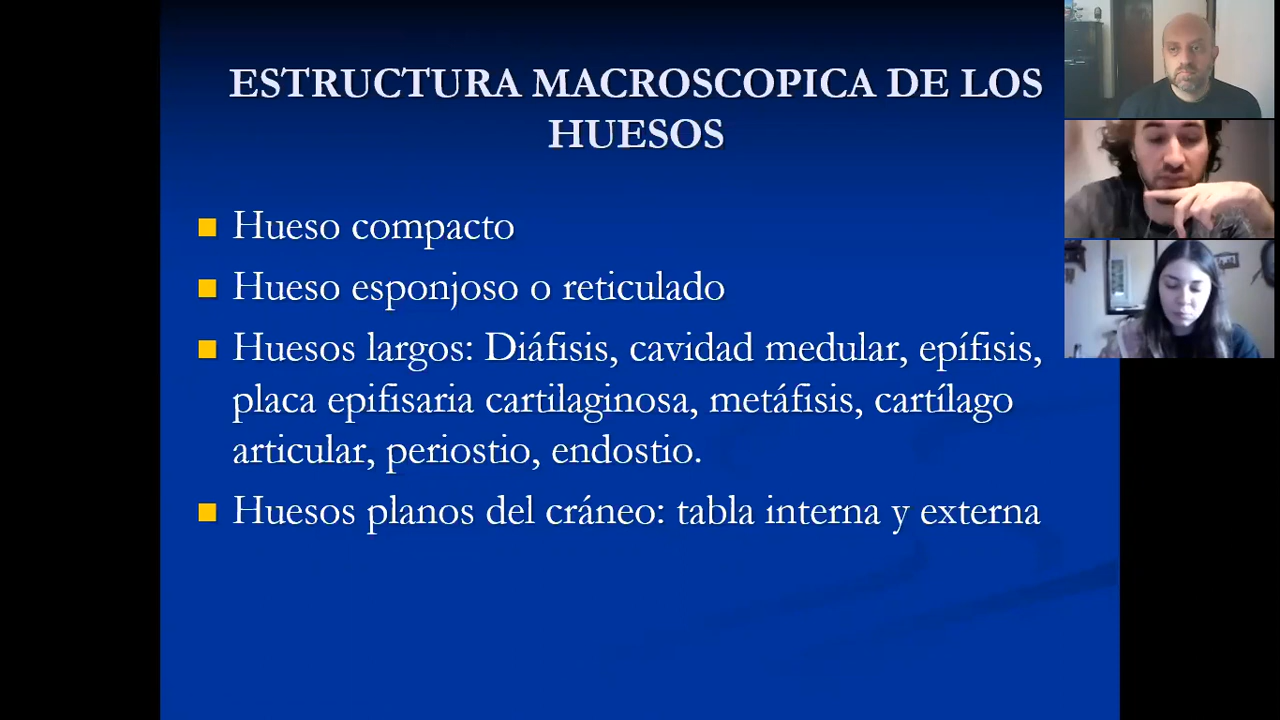 ESTRUCTURA MACROSCOPICA DE LOS
HUESOS
Hueso compacto
Hueso esponjoso o reticulado
Huesos largos: Diáfisis, cavidad medular, epífisis,
placa epifisaria cartilaginosa, metáfisis, cartílago
articular, periostio, endostio.
Huesos planos del cráneo: tabla interna y externa